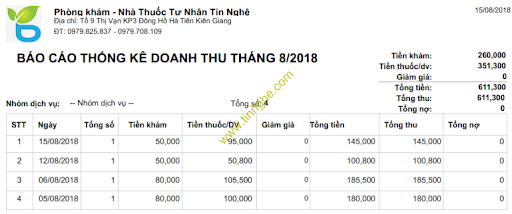 Phòng khám - Nhà Thuốc Tư Nhân Tín Nghệ
Địa chỉ: Tổ 9 Thị Vạn KP3 Đông Hồ Hà Tiên Kiên Giang
ĐT: 0979.825.837 - 0979.708.109
15/08/2018
BÁO CÁO THỐNG KÊ DOANH THU THÁNG 8/2018
Tiền khám: 260,000
Tiền thuốc/dv: 351,300
Giảm giá: 0
Tổng tiền: 611,300
Tổng thu: 611,300
Tổng nợ: 0
Nhóm dịch vụ: -- Nhóm dịch vụ -- Tổng số: 4
STT Ngày Tổng số Tiền khám Tiền thuốc/DV Giảm giá Tổng tiền Tổng thu Tổng nợ
1 15/08/2018 1 50,000 95,000 0 145,000 145,000 0
2 12/08/2018 1 50,000 50,800 0 100,800 100,800 0
3 06/08/2018 1 80,000 105,500 0 185,500 185,500 0
4 05/08/2018 1 80,000 100,000 0 180,000 180,000 0
www.tinnghe.com